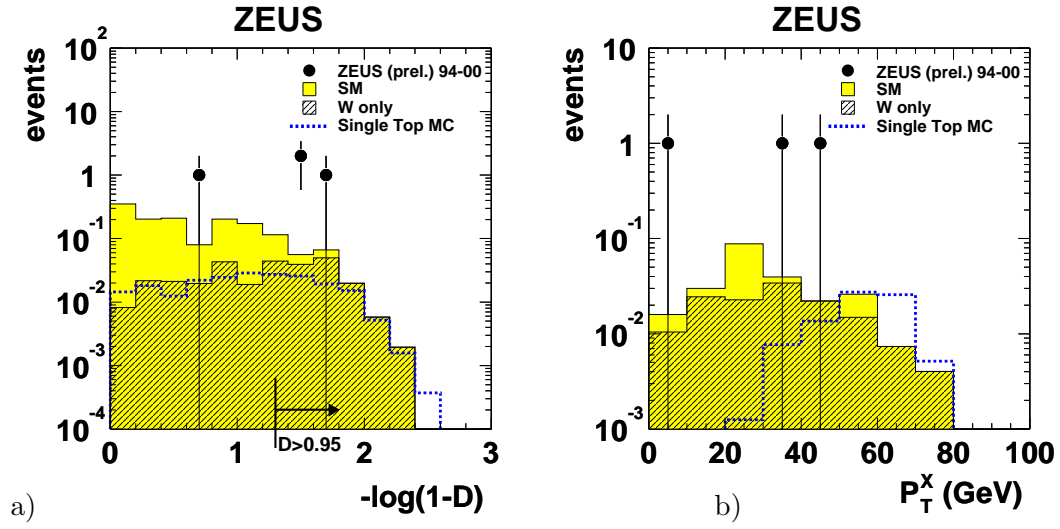 ZEUS
events
10²
10
1
10⁻¹
10⁻²
10⁻³
10⁻⁴
ZEUS (prel.) 94-00
SM
W only
Single Top MC
D>0.95
0 1 2 3
-log(1-D)
a)
ZEUS
events
10
1
10⁻¹
10⁻²
10⁻³
ZEUS (prel.) 94-00
SM
W only
Single Top MC
0 20 40 60 80 100
P_T^X (GeV)
b)